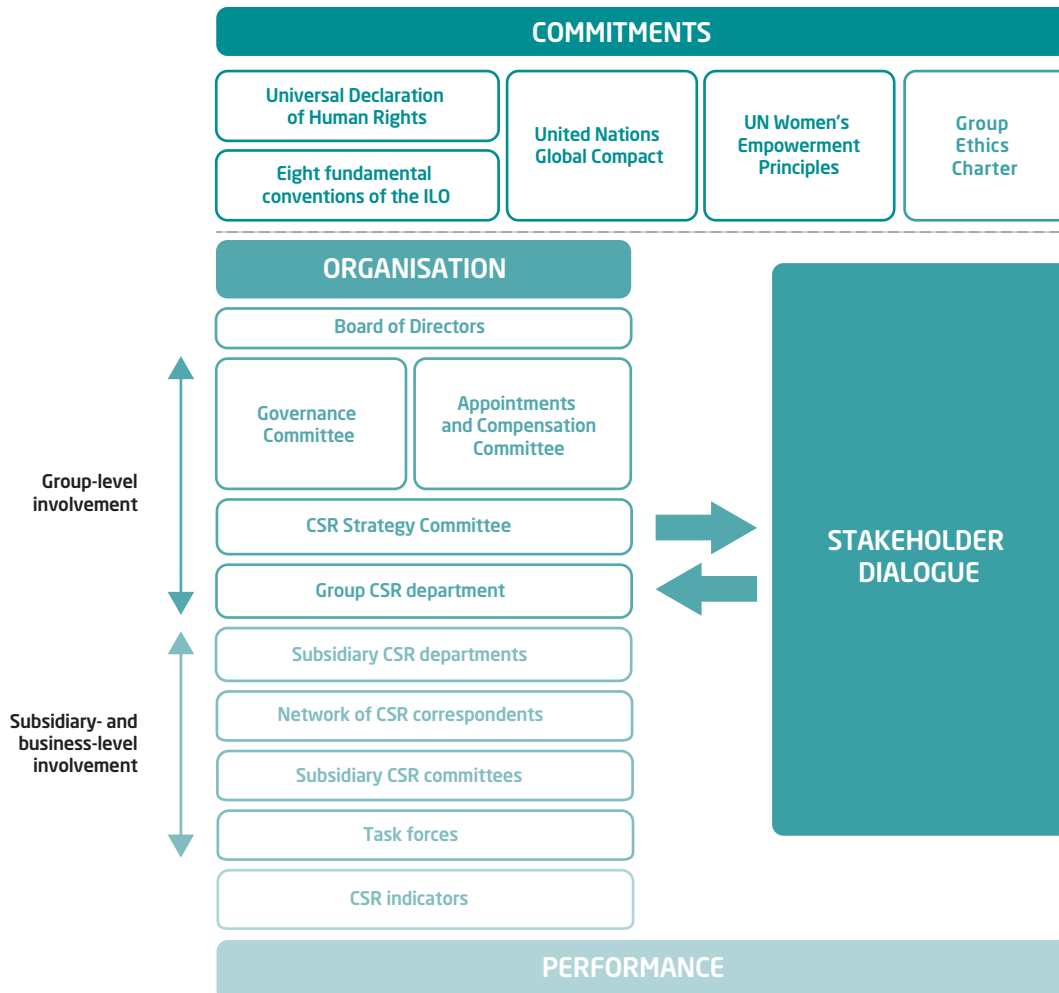 COMMITMENTS
Universal Declaration
of Human Rights
Eight fundamental
conventions of the ILO
United Nations
Global Compact
UN Women's
Empowerment
Principles
Group
Ethics
Charter
ORGANISATION
Board of Directors
Governance
Committee
Appointments
and Compensation
Committee
Group-level
involvement
CSR Strategy Committee
Group CSR department
STAKEHOLDER
DIALOGUE
Subsidiary CSR departments
Subsidiary- and
business-level
involvement
Network of CSR correspondents
Subsidiary CSR committees
Task forces
CSR indicators
PERFORMANCE